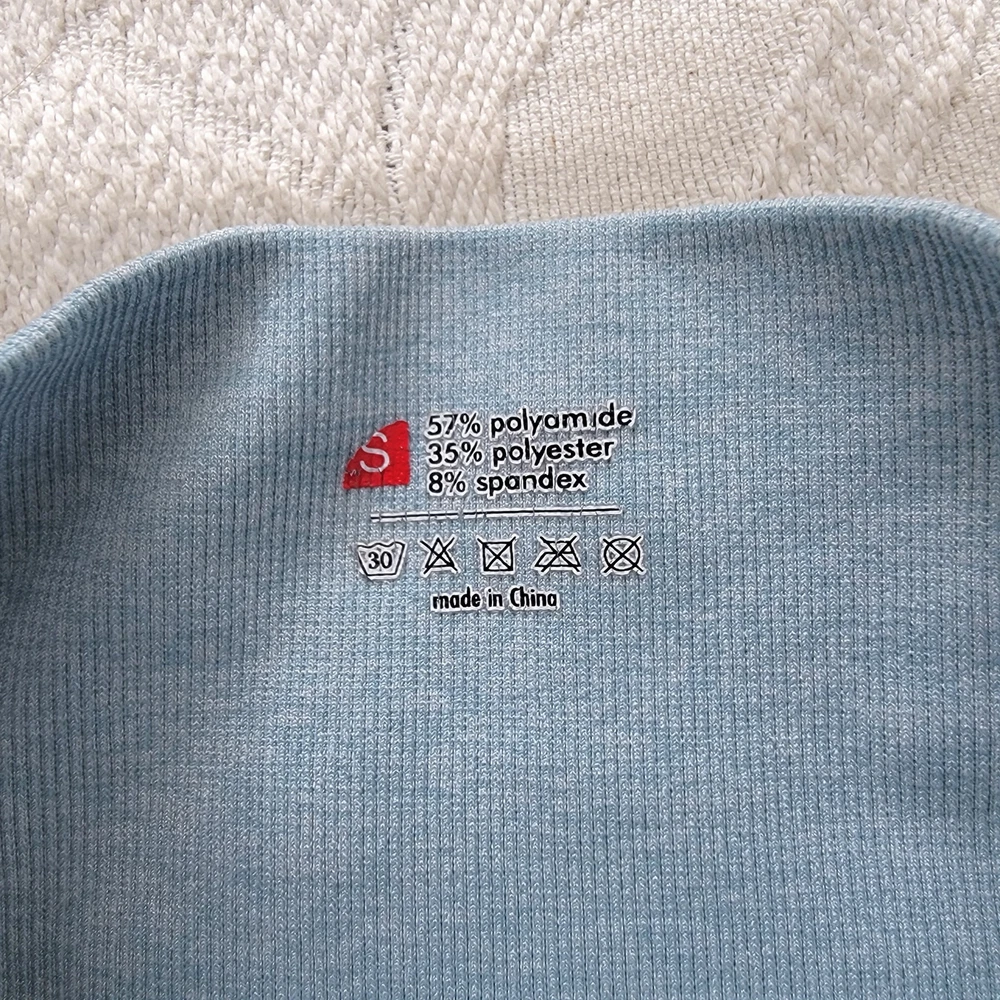 S
57% polyamide
35% polyester
8% spandex
30
made in China